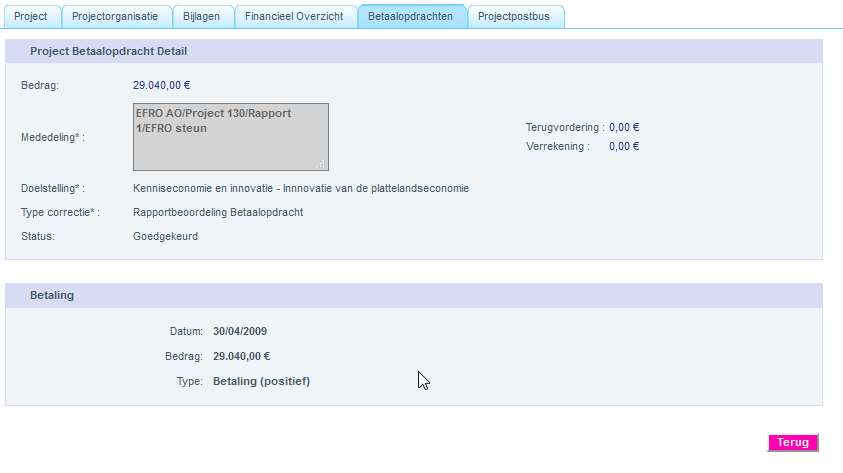 Project Projectorganisatie Bijlagen Financieel Overzicht Betaalopdrachten Projectpostbus
Project Betaalopdracht Detail
Bedrag: 29.040,00 €
Mededeling* : EFRO AO/Project 130/Rapport
1/EFRO steun
Terugvordering : 0,00 €
Verrekening : 0,00 €
Doelstelling* : Kenniseconomie en innovatie - Innnovatie van de plattelandseconomie
Type correctie* : Rapportbeoordeling Betaalopdracht
Status: Goedgekeurd
Betaling
Datum: 30/04/2009
Bedrag: 29.040,00 €
Type: Betaling (positief)
Terug